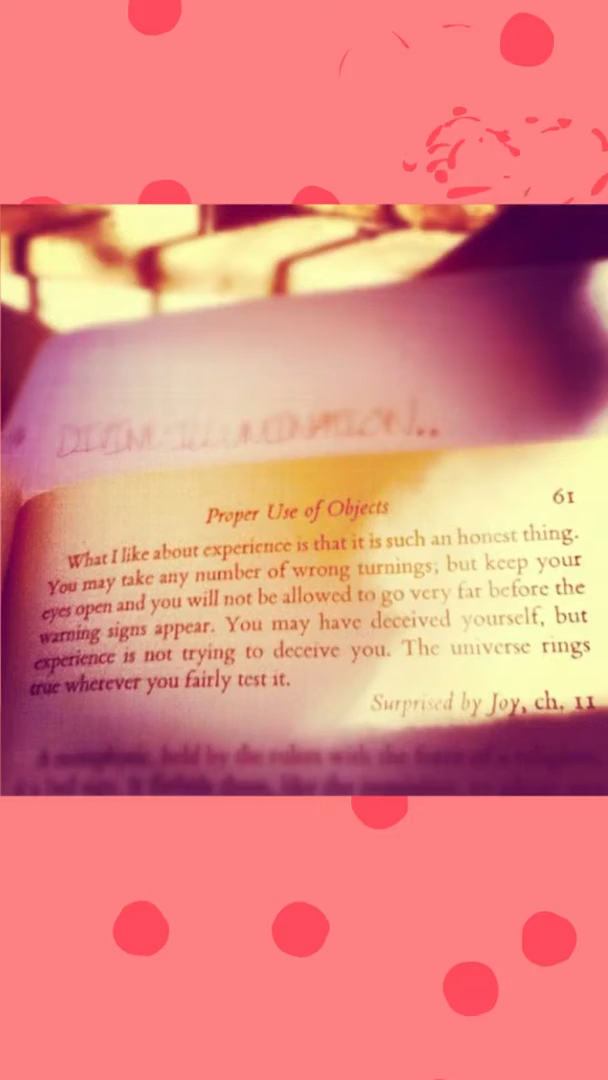 DIVINE ILLUMINATION..
Proper Use of Objects 61
What I like about experience is that it is such an honest thing.
You may take any number of wrong turnings; but keep your
eyes open and you will not be allowed to go very far before the
warning signs appear. You may have deceived yourself, but
experience is not trying to deceive you. The universe rings
true wherever you fairly test it.
Surprised by Joy, ch. 11